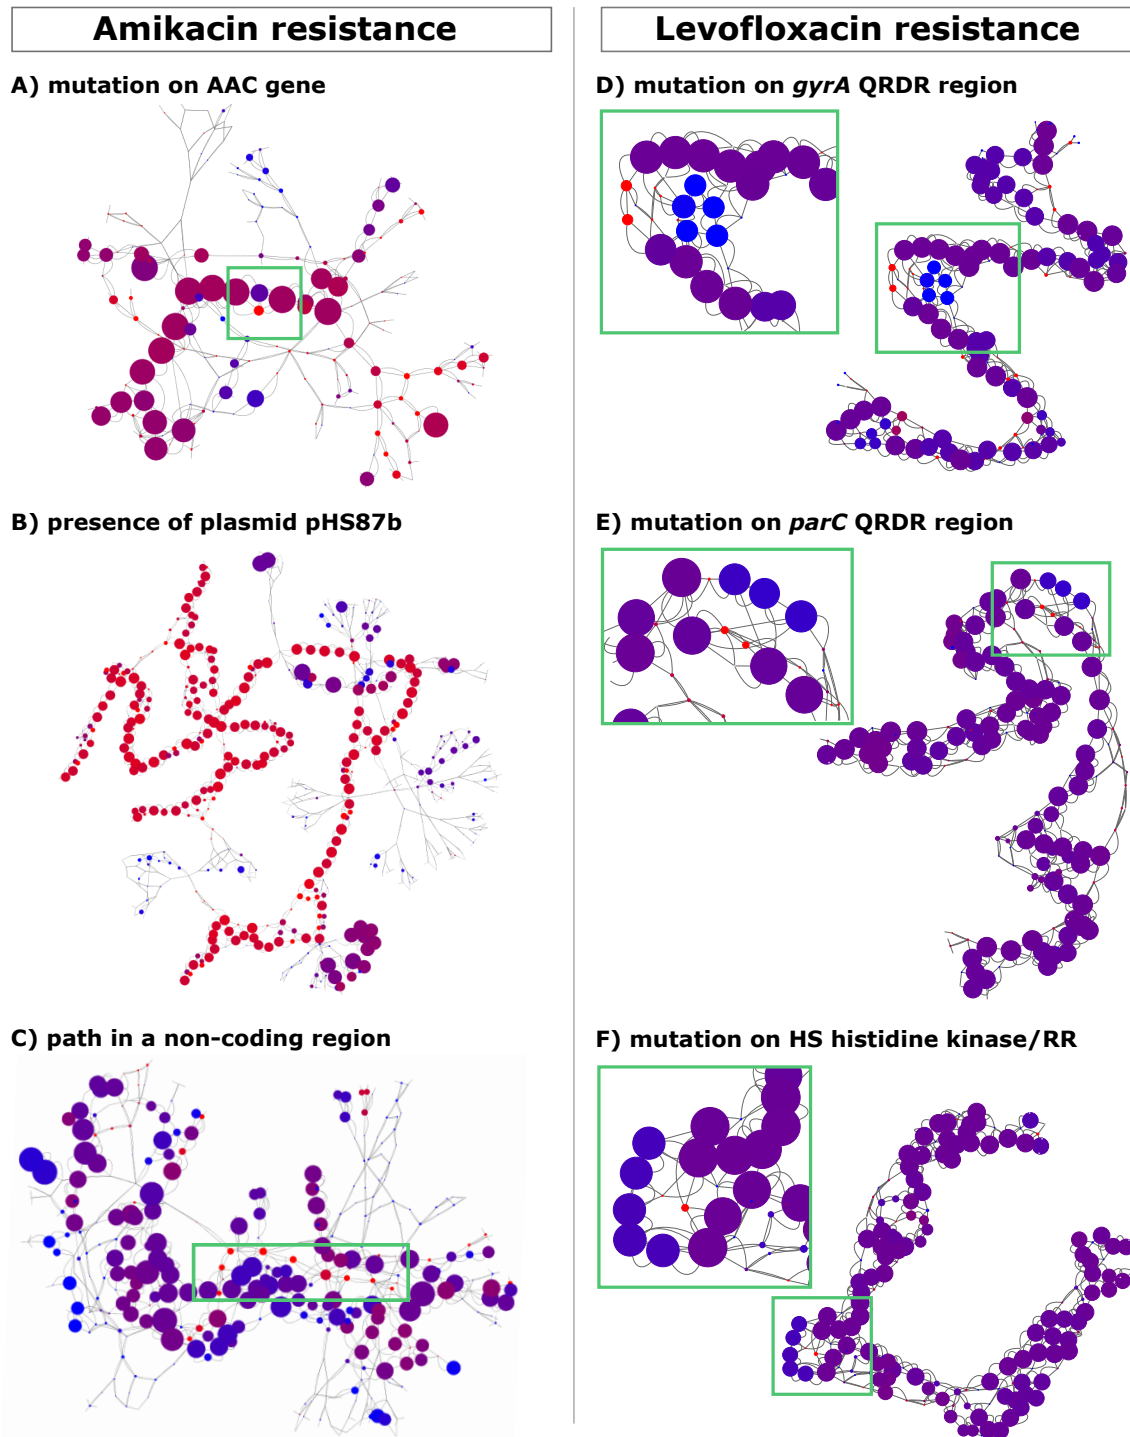 Amikacin resistance
A) mutation on AAC gene
B) presence of plasmid pHS87b
C) path in a non-coding region
Levofloxacin resistance
D) mutation on gyrA QRDR region
E) mutation on parC QRDR region
F) mutation on HS histidine kinase/RR